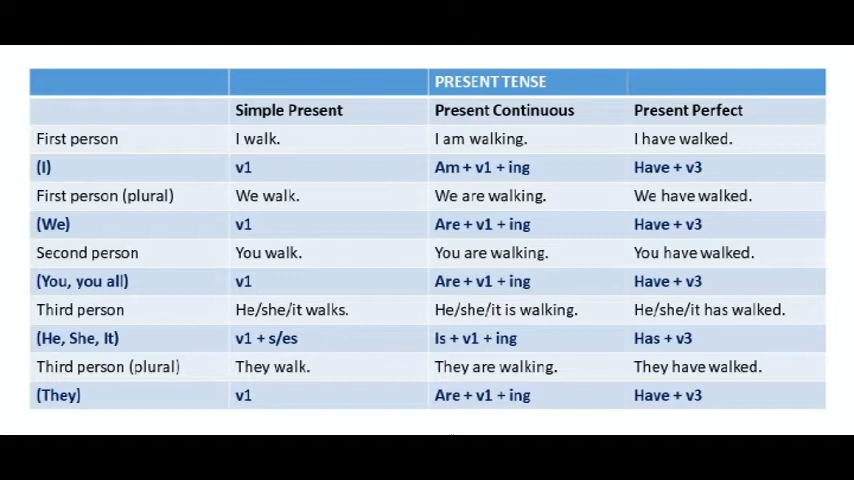 PRESENT TENSE
Simple Present Present Continuous Present Perfect
First person I walk. I am walking. I have walked.
(I) v1 Am + v1 + ing Have + v3
First person (plural) We walk. We are walking. We have walked.
(We) v1 Are + v1 + ing Have + v3
Second person You walk. You are walking. You have walked.
(You, you all) v1 Are + v1 + ing Have + v3
Third person He/she/it walks. He/she/it is walking. He/she/it has walked.
(He, She, It) v1 + s/es Is + v1 + ing Has + v3
Third person (plural) They walk. They are walking. They have walked.
(They) v1 Are + v1 + ing Have + v3